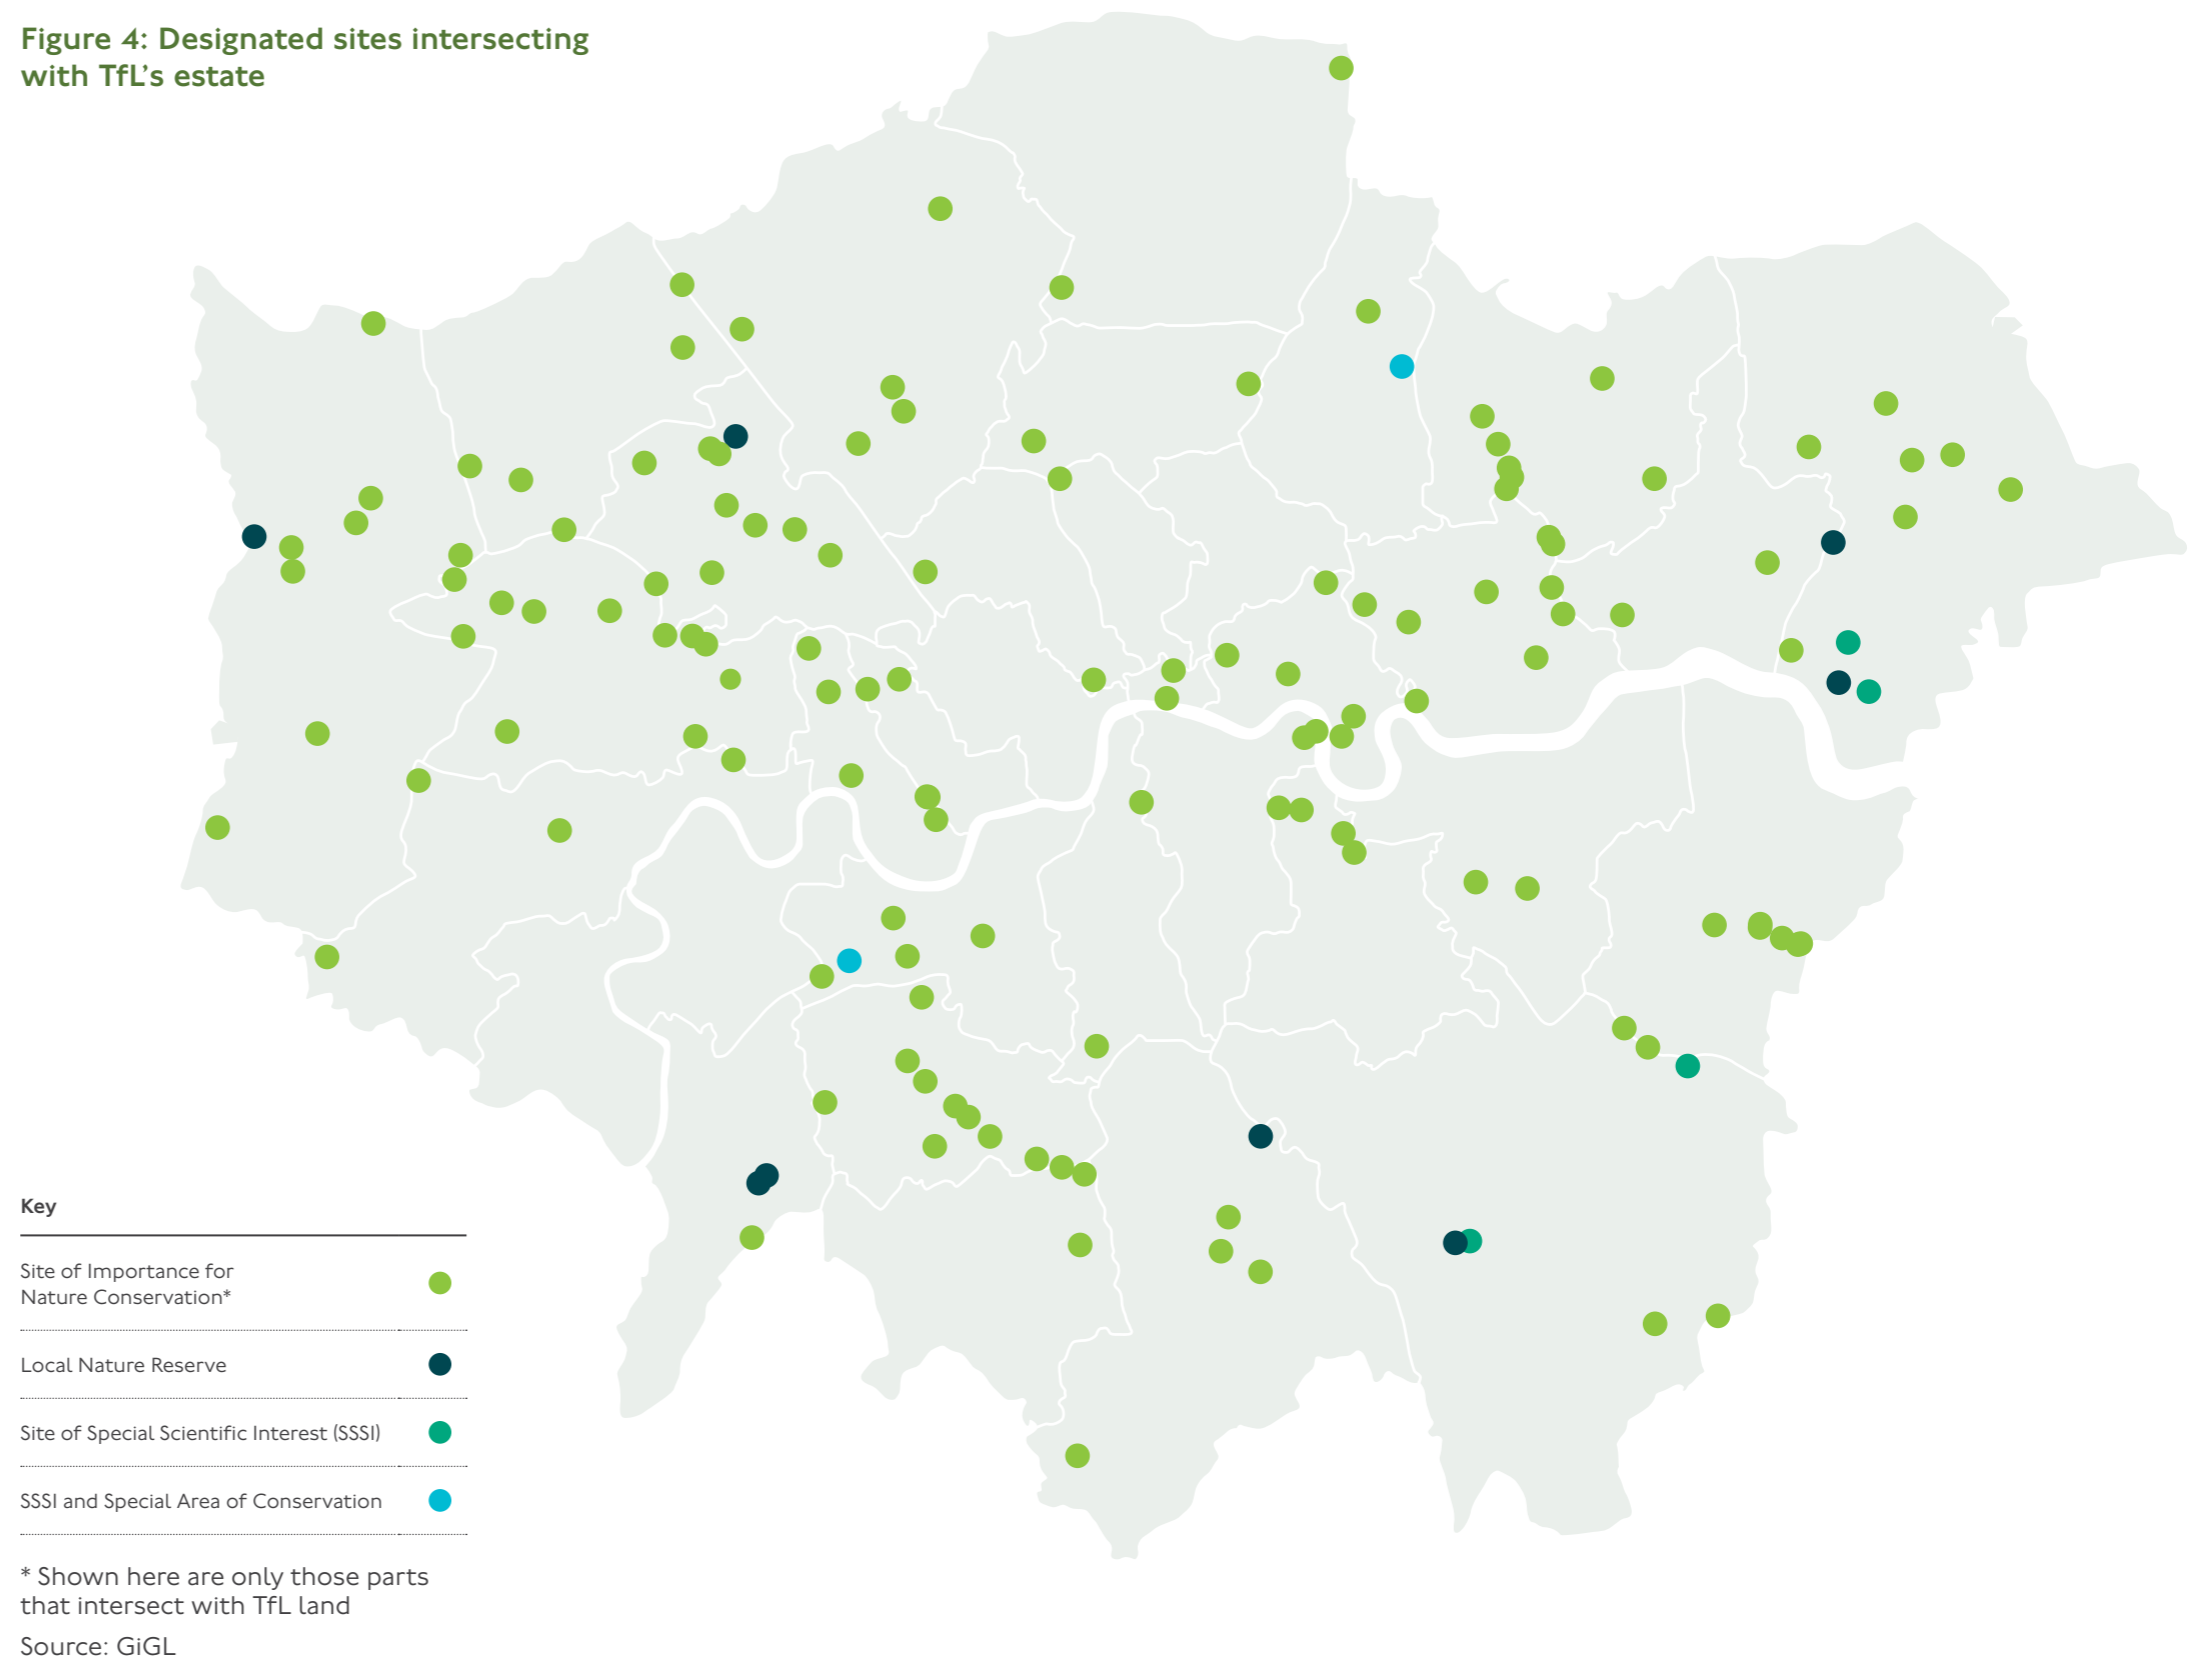 Figure 4: Designated sites intersecting
with TfL’s estate
Key
Site of Importance for
Nature Conservation*
Local Nature Reserve
Site of Special Scientific Interest (SSSI)
SSSI and Special Area of Conservation
* Shown here are only those parts
that intersect with TfL land
Source: GiGL